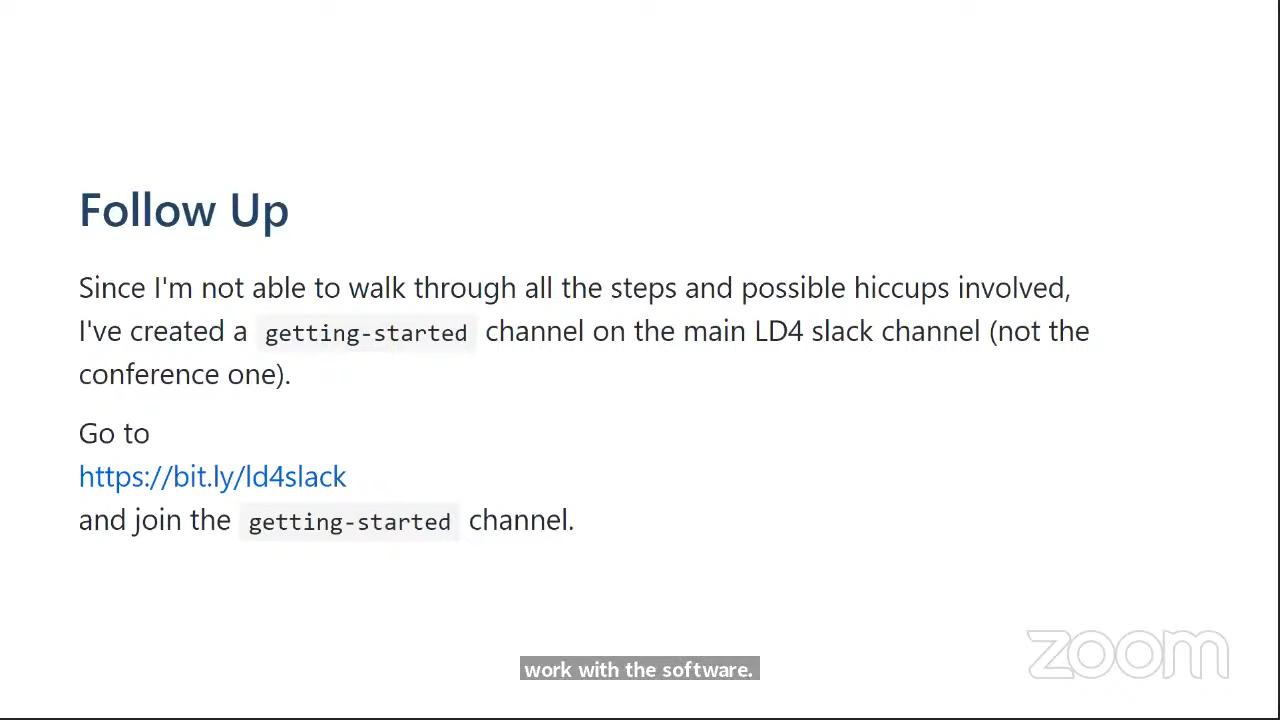 Follow Up
Since I'm not able to walk through all the steps and possible hiccups involved,
I've created a getting-started channel on the main LD4 slack channel (not the
conference one).
Go to
https://bit.ly/ld4slack
and join the getting-started channel.
work with the software.
zoom